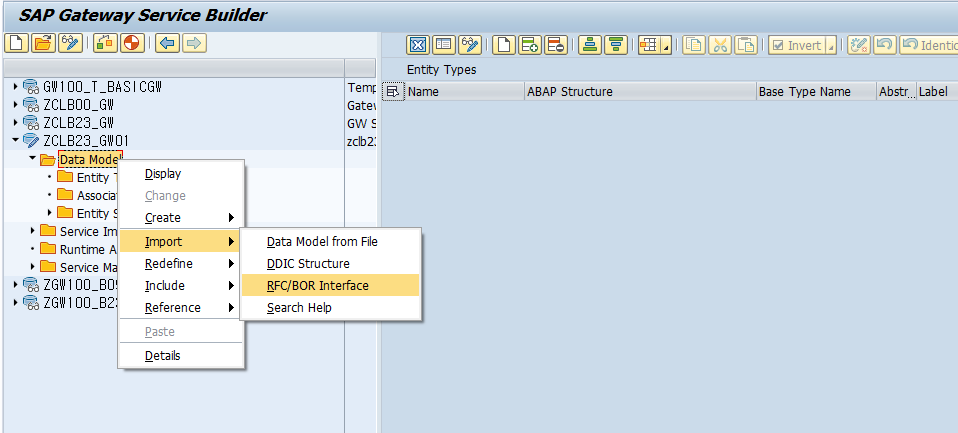 SAP Gateway Service Builder
Invert
Identic
Entity Types
Name ABAP Structure Base Type Name Abstr... Label
GW100_T_BASICGW Temp
ZCLB00_GW Gatew
ZCLB23_GW GW S
ZCLB23_GW01 zclb2
Data Model
Entity T
Associa
Entity S
Service Im
Runtime A
Service Ma
ZGW100_B0
ZGW100_B23
Display
Change
Create
Import
Redefine
Include
Reference
Paste
Details
Data Model from File
DDIC Structure
RFC/BOR Interface
Search Help